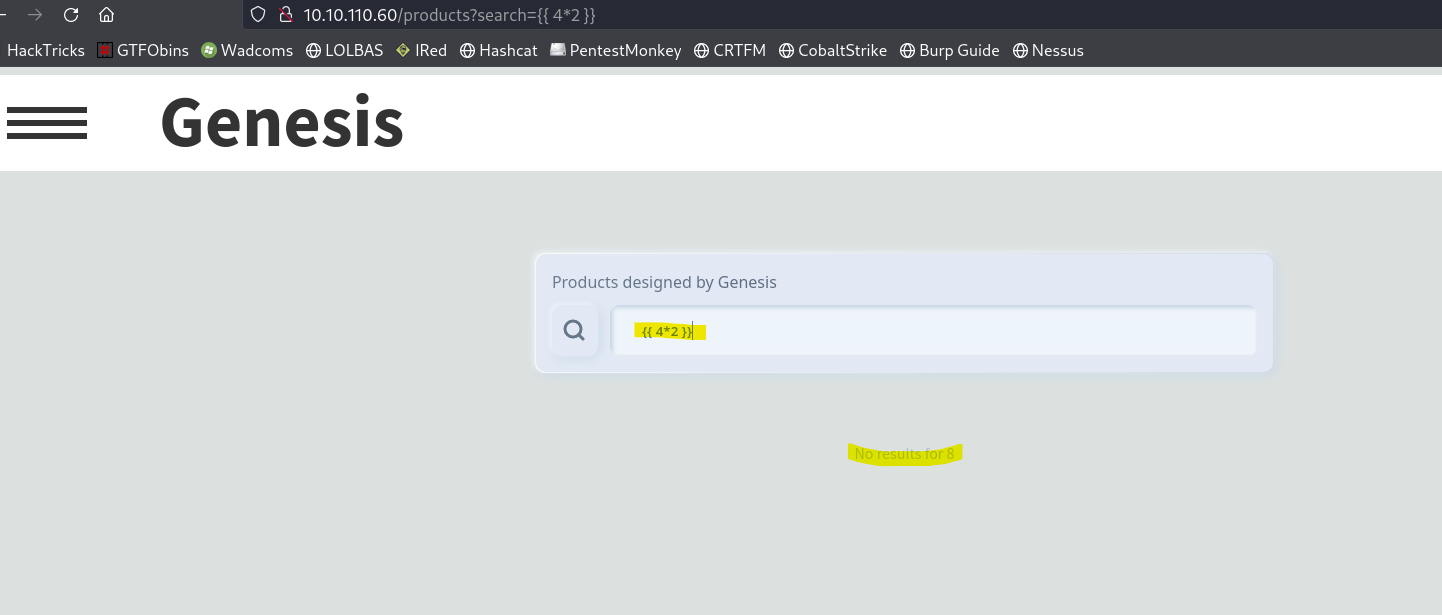 10.10.110.60/products?search={{ 4*2 }}
HackTricks GTFObins Wadcoms LOLBAS IRed Hashcat PentestMonkey CRTFM CobaltStrike Burp Guide Nessus
Genesis
Products designed by Genesis
{{ 4*2 }}
No results for 8